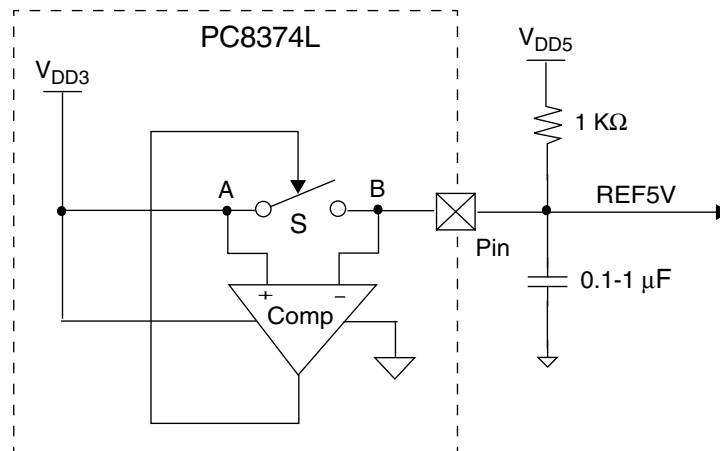 PC8374L
VDD3
VDD5
1 KΩ
A
B
S
REF5V
Pin
+
−
Comp
0.1-1 μF